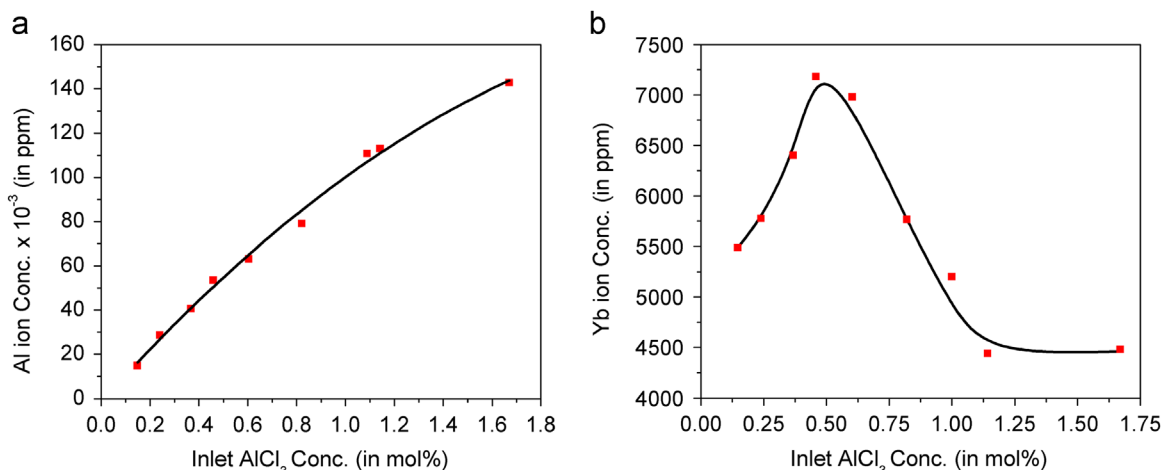 a
160
140
120
100
80
60
40
20
0
Al ion Conc. x 10⁻³ (in ppm)
0.0 0.2 0.4 0.6 0.8 1.0 1.2 1.4 1.6 1.8
Inlet AlCl₃ Conc. (in mol%)
b
7500
7000
6500
6000
5500
5000
4500
4000
Yb ion Conc. (in ppm)
0.00 0.25 0.50 0.75 1.00 1.25 1.50 1.75
Inlet AlCl₃ Conc. (in mol%)